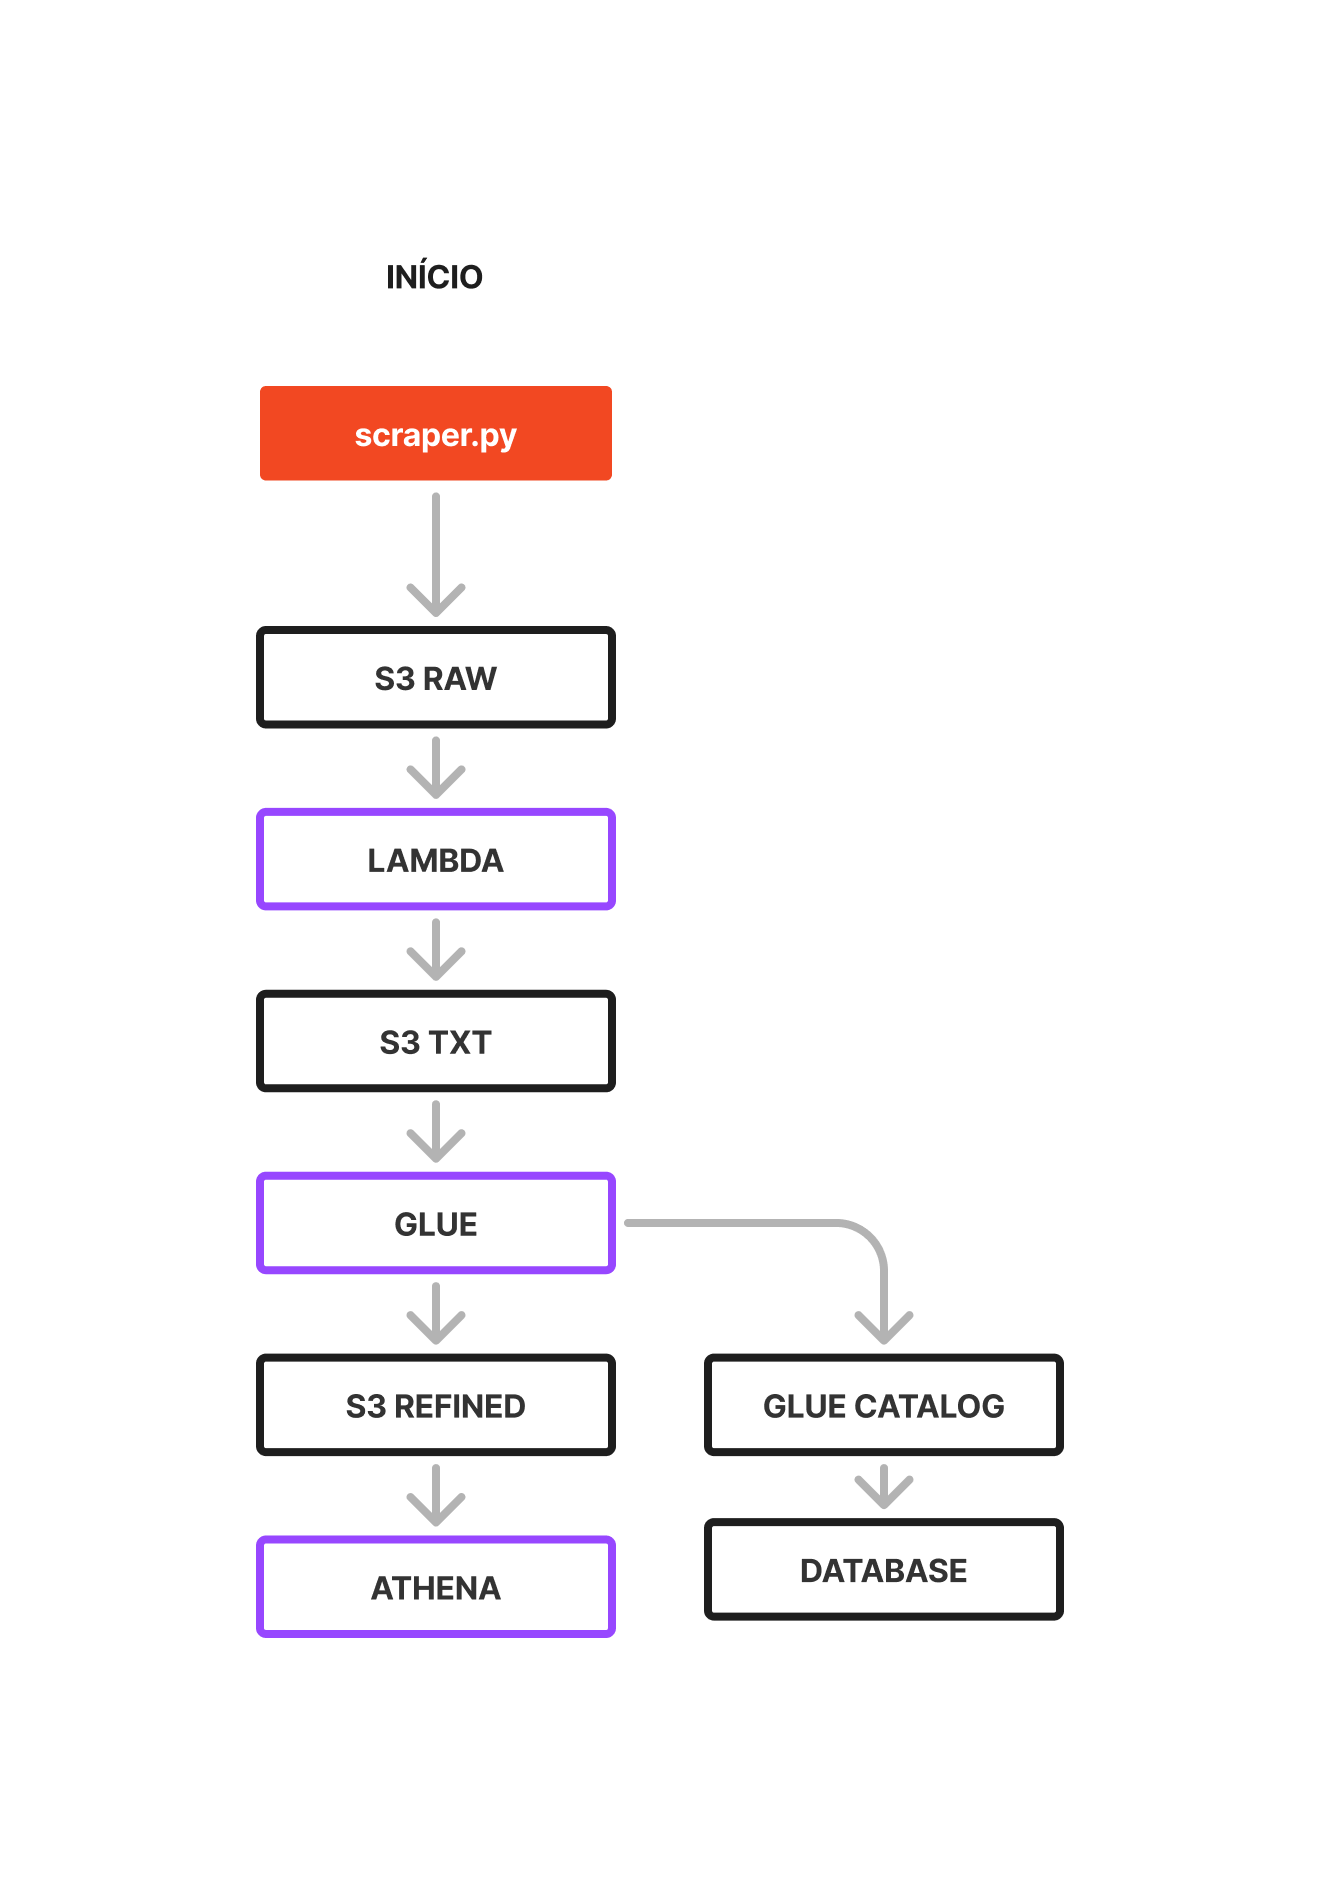 INÍCIO
scraper.py
S3 RAW
LAMBDA
S3 TXT
GLUE
S3 REFINED
GLUE CATALOG
ATHENA
DATABASE